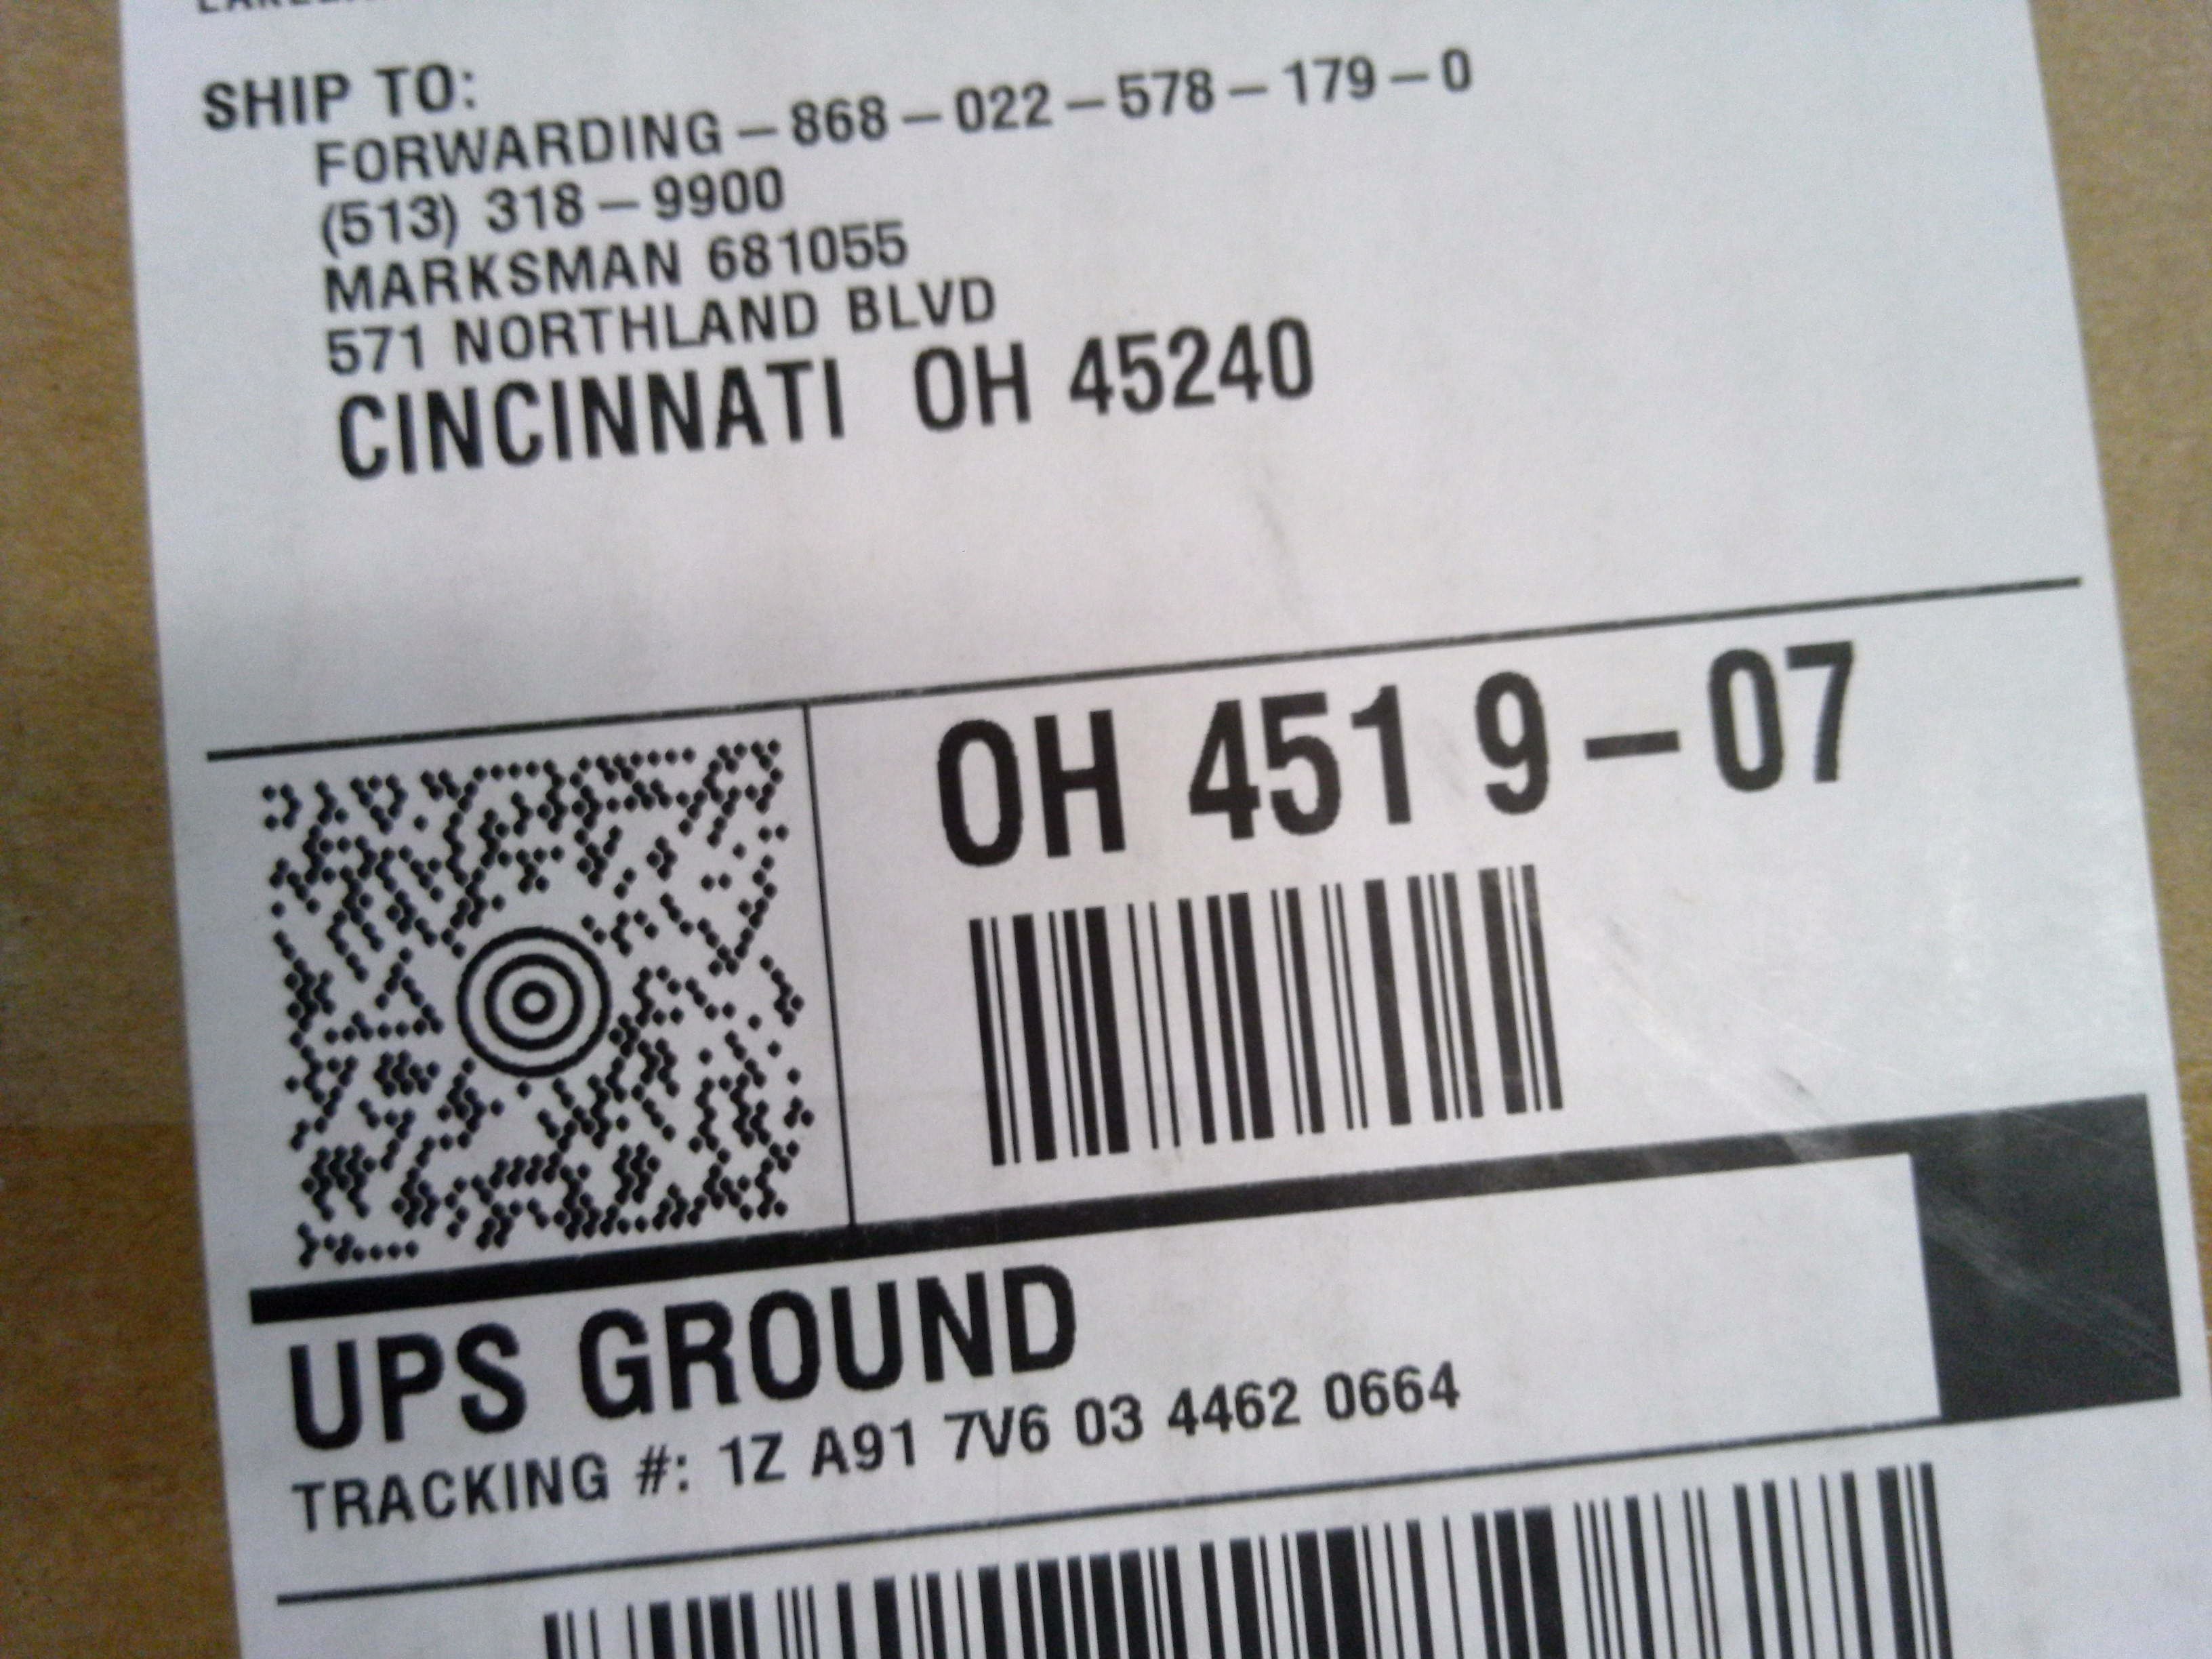 SHIP TO:
FORWARDING-868-022-578-179-0
(513) 318-9900
MARKSMAN 681055
571 NORTHLAND BLVD
CINCINNATI OH 45240
OH 451 9-07
UPS GROUND
TRACKING #: 1Z A91 7V6 03 4462 0664